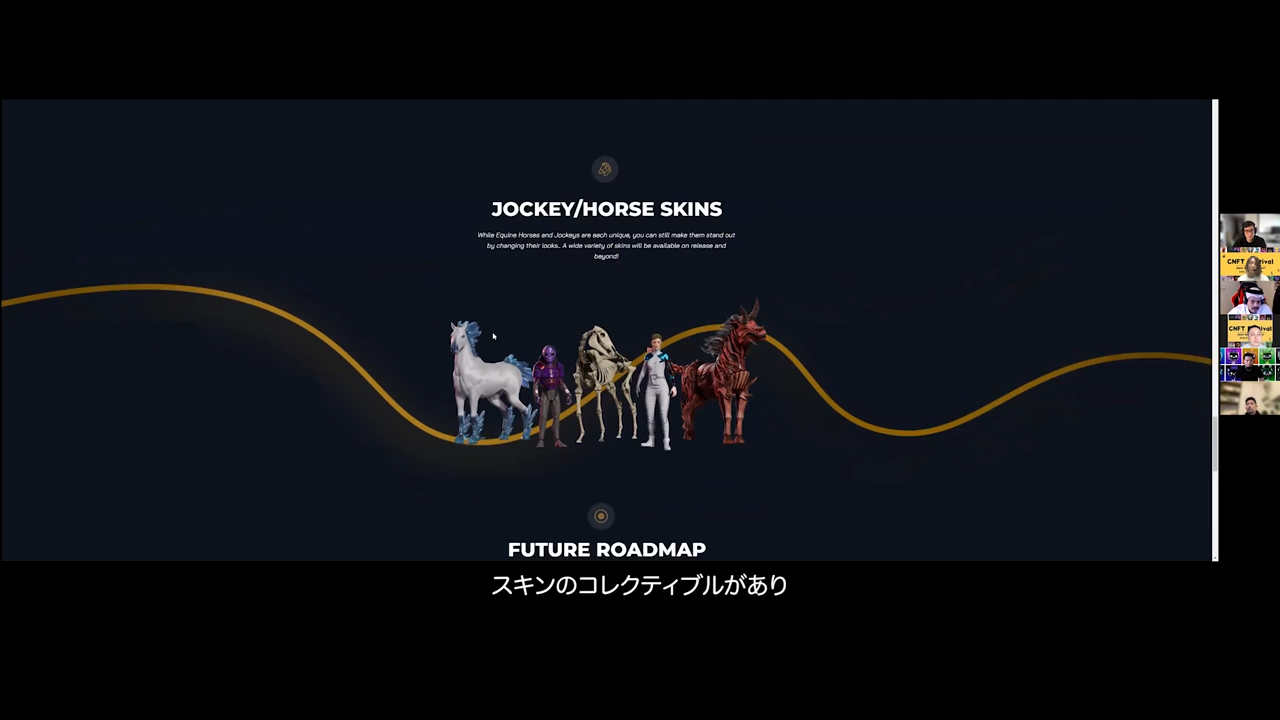 JOCKEY/HORSE SKINS
While Equine Horses and Jockeys are each unique, you can still make them stand out
by changing their looks.. A wide variety of skins will be available on release and
beyond!
FUTURE ROADMAP
スキンのコレクティブルがあり
CNFT
CNFT